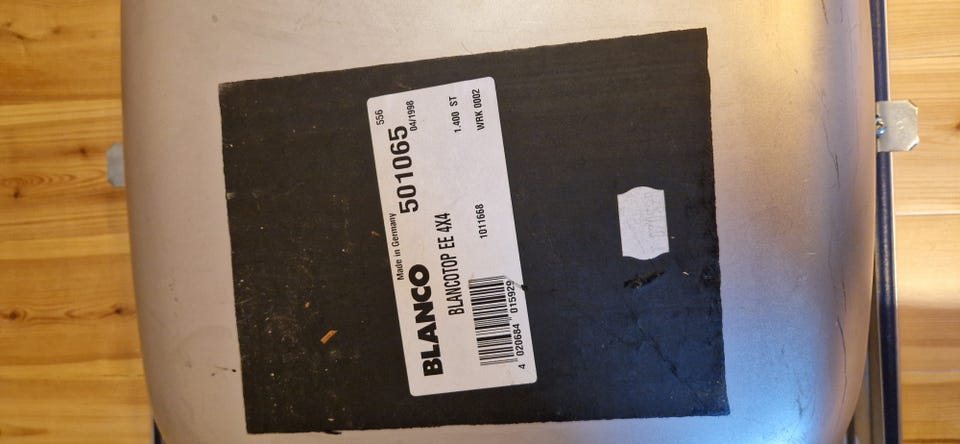 556
Made in Germany
04/1998
BLANCO 501065
BLANCOTOP EE 4X4
1.400 ST
1011668
WRK 0002
4 020684 015929